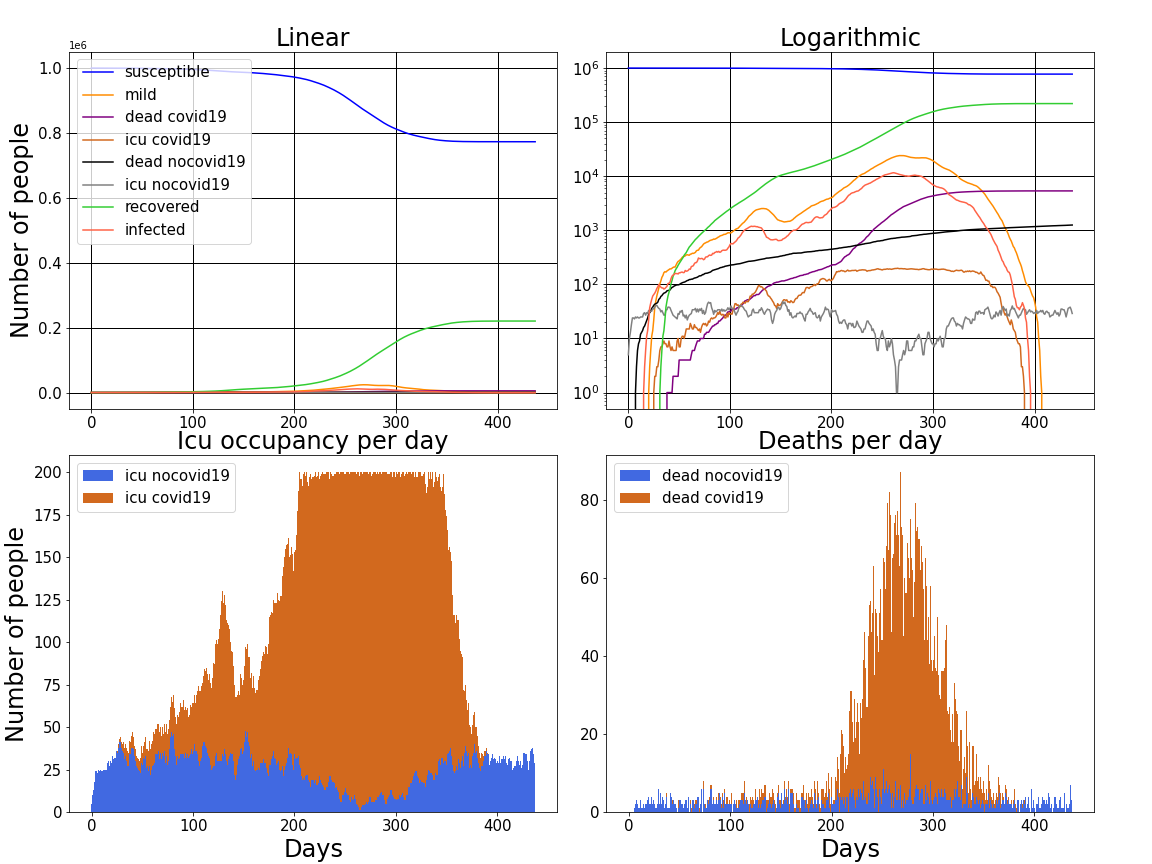 Linear
1e6
1.0
0.8
0.6
0.4
0.2
0.0
0
100
200
300
400
Number of people
susceptible
mild
dead covid19
icu covid19
dead nocovid19
icu nocovid19
recovered
infected
Logarithmic
10^6
10^5
10^4
10^3
10^2
10^1
10^0
0
100
200
300
400
Icu occupancy per day
200
175
150
125
100
75
50
25
0
0
100
200
300
400
Number of people
Days
icu nocovid19
icu covid19
Deaths per day
80
60
40
20
0
0
100
200
300
400
Days
dead nocovid19
dead covid19